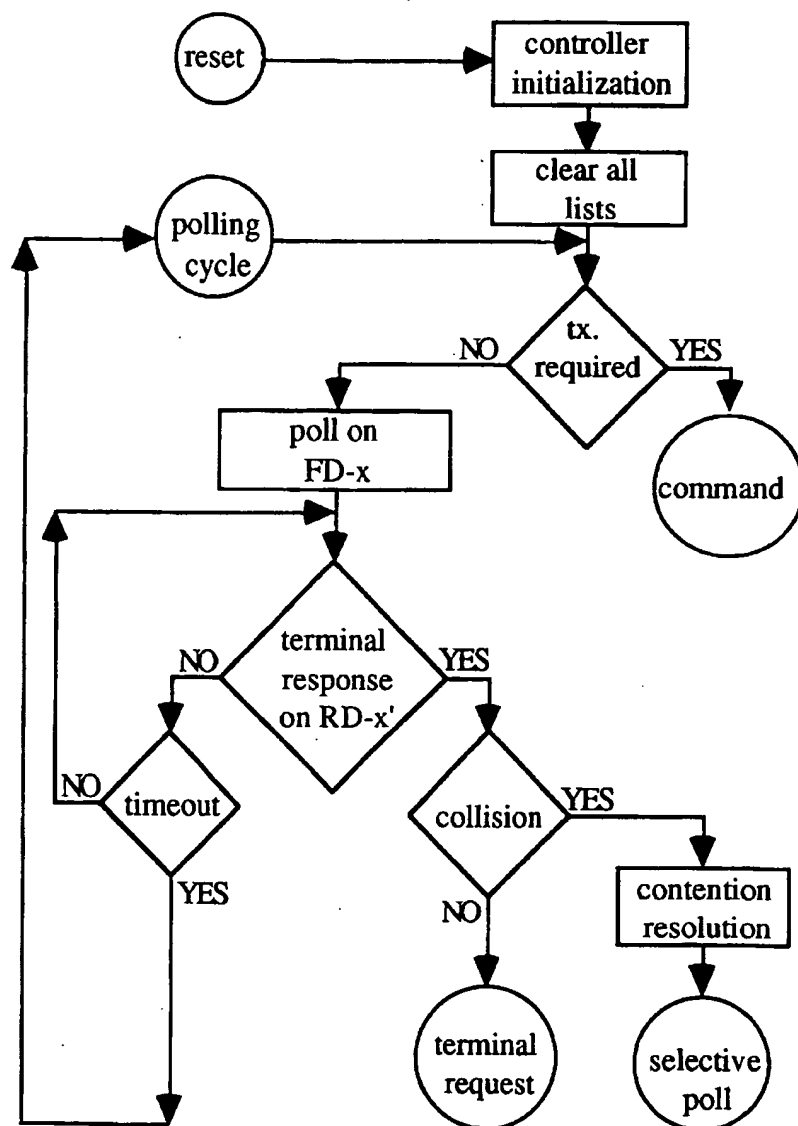 reset
controller
initialization
clear all
lists
polling
cycle
tx.
required
NO
YES
poll on
FD-x
command
terminal
response
on RD-x'
NO
YES
timeout
NO
YES
collision
YES
NO
contention
resolution
terminal
request
selective
poll